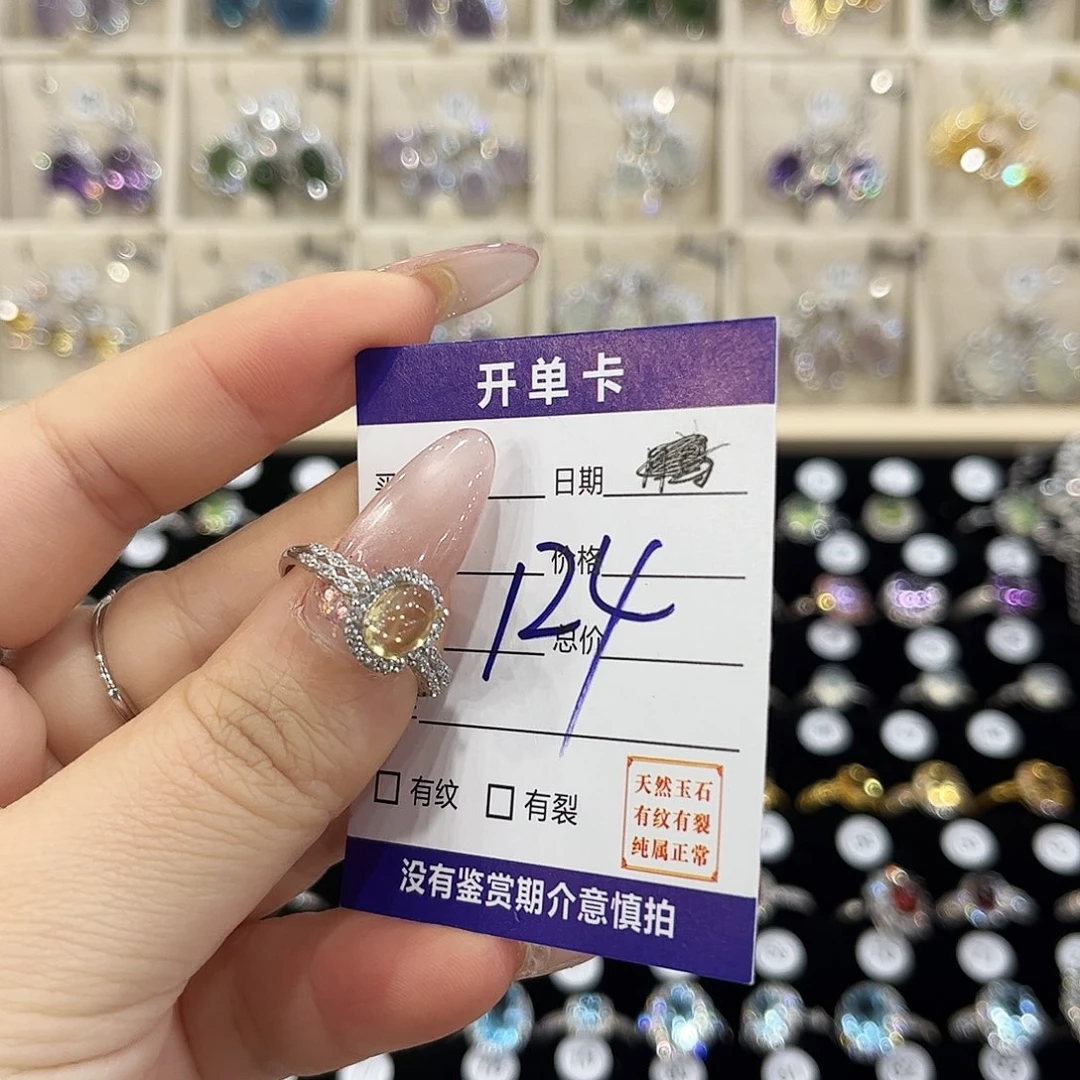 开单卡
日期
价格
124
总价
有纹 有裂
天然玉石
有纹有裂
纯属正常
没有鉴赏期介意慎拍